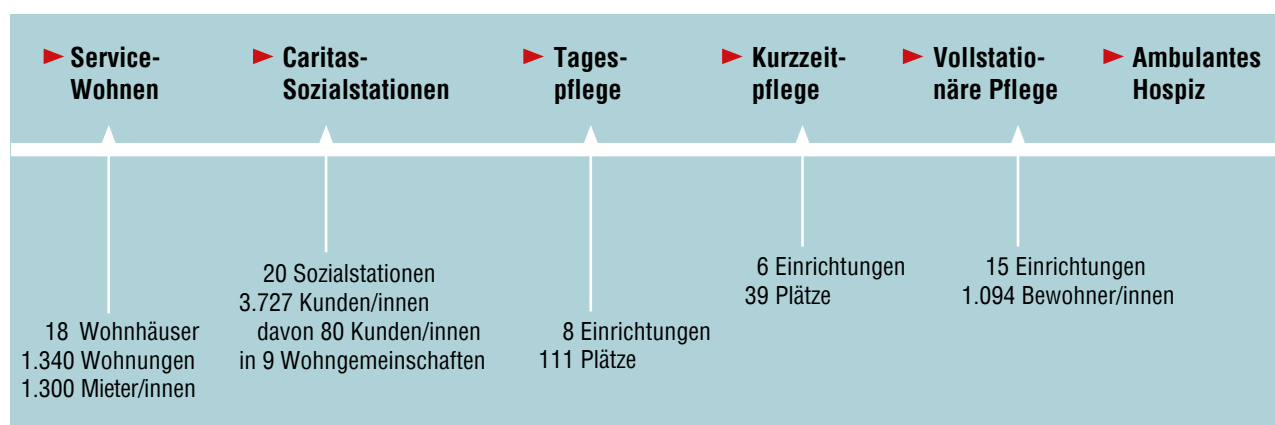 Service-
Wohnen
Caritas-
Sozialstationen
Tages-
pflege
Kurzzeit-
pflege
Vollstatio-
näre Pflege
Ambulantes
Hospiz
18 Wohnhäuser
1.340 Wohnungen
1.300 Mieter/innen
20 Sozialstationen
3.727 Kunden/innen
davon 80 Kunden/innen
in 9 Wohngemeinschaften
8 Einrichtungen
111 Plätze
6 Einrichtungen
39 Plätze
15 Einrichtungen
1.094 Bewohner/innen